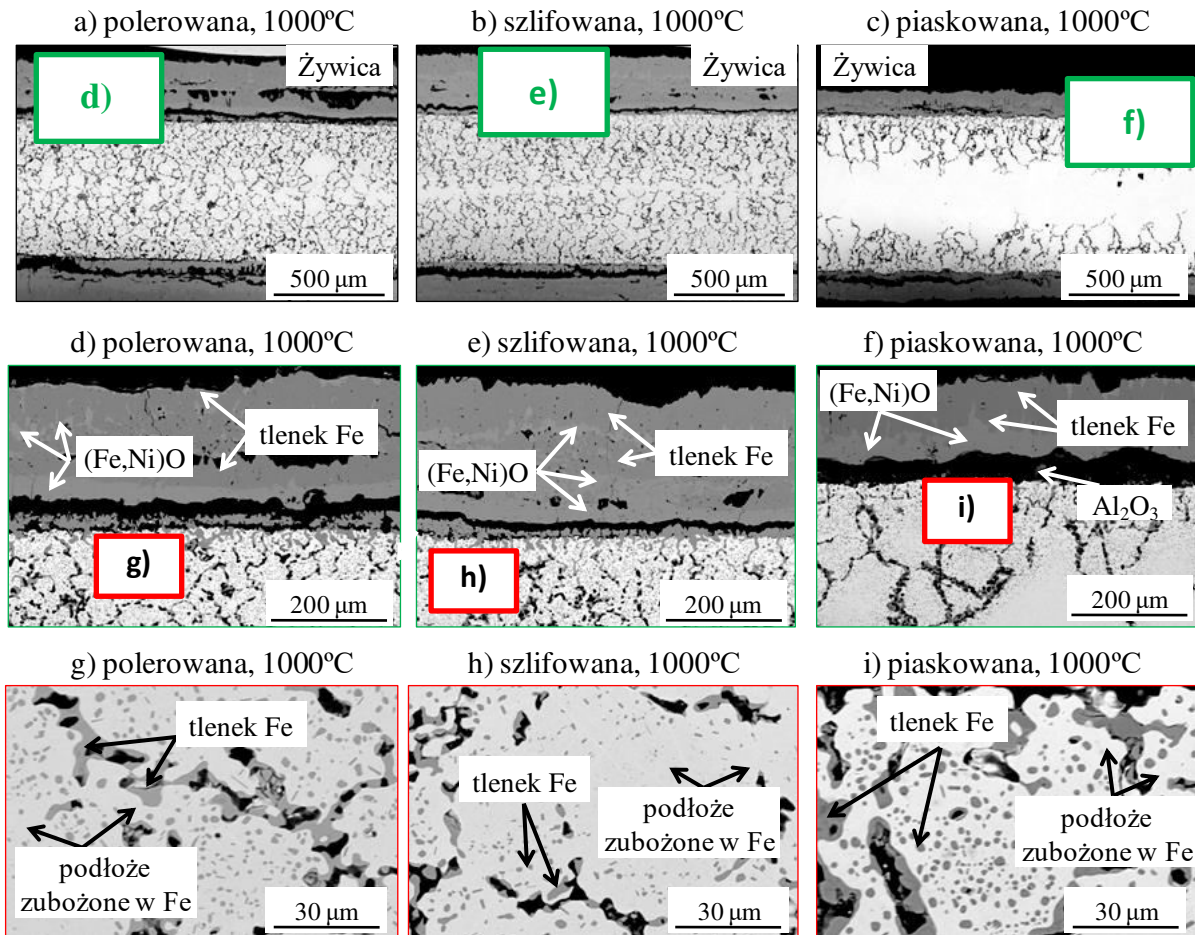 a) polerowana, 1000ºC
b) szlifowana, 1000ºC
c) piaskowana, 1000ºC
Żywica
Żywica
Żywica
d)
e)
f)
500 µm
500 µm
500 µm
d) polerowana, 1000ºC
e) szlifowana, 1000ºC
f) piaskowana, 1000ºC
(Fe,Ni)O
tlenek Fe
(Fe,Ni)O
tlenek Fe
(Fe,Ni)O
tlenek Fe
Al₂O₃
g)
h)
i)
200 µm
200 µm
200 µm
g) polerowana, 1000ºC
h) szlifowana, 1000ºC
i) piaskowana, 1000ºC
tlenek Fe
podłoże
zubożone w Fe
30 µm
tlenek Fe
podłoże
zubożone w Fe
30 µm
tlenek Fe
podłoże
zubożone w Fe
30 µm